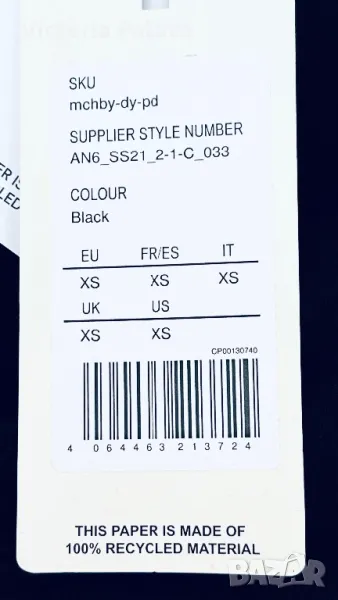 SKU
mchby-dy-pd
SUPPLIER STYLE NUMBER
AN6_SS21_2-1-C_033
COLOUR
Black
EU FR/ES IT
XS XS XS
UK US
XS XS
CP00130740
4 064463 213724
THIS PAPER IS MADE OF
100% RECYCLED MATERIAL
BAZAR